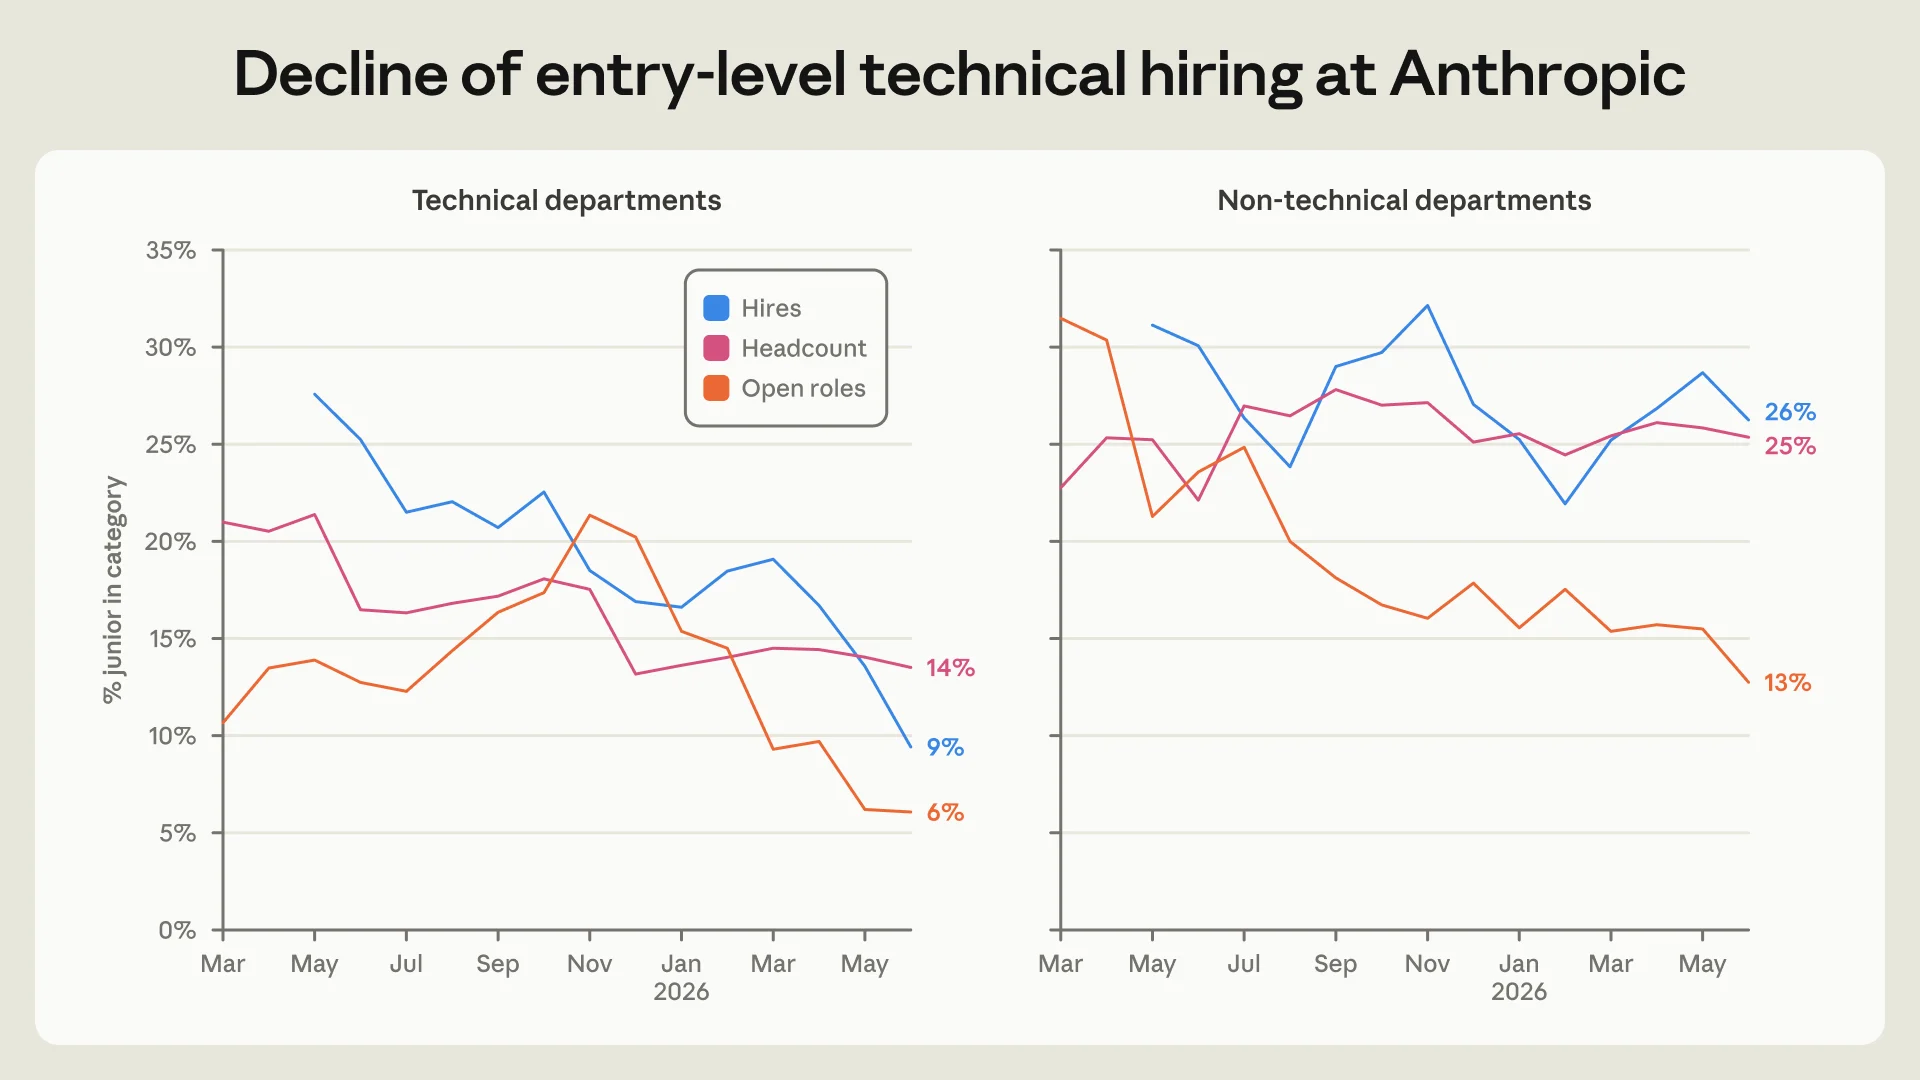 Decline of entry-level technical hiring at Anthropic
Technical departments
Non-technical departments
% junior in category
35%
30%
25%
20%
15%
10%
5%
0%
Hires
Headcount
Open roles
14%
9%
6%
Mar
May
Jul
Sep
Nov
Jan
2026
Mar
May
26%
25%
13%
Mar
May
Jul
Sep
Nov
Jan
2026
Mar
May